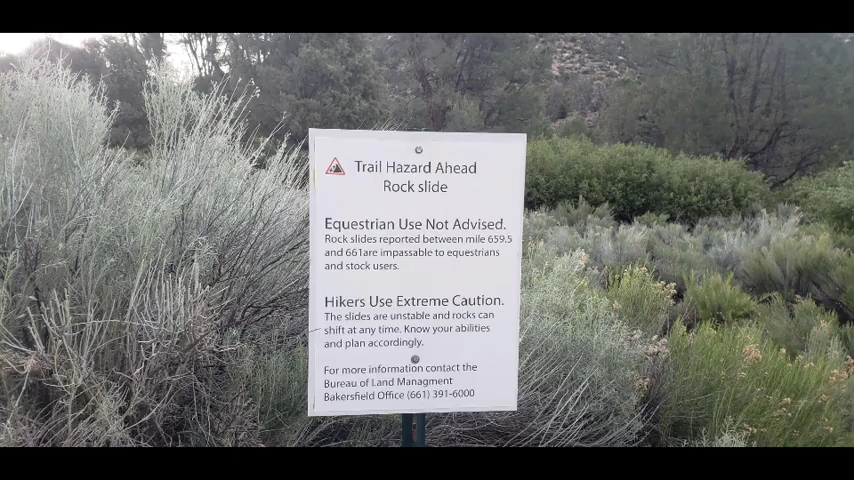 Trail Hazard Ahead
Rock slide
Equestrian Use Not Advised.
Rock slides reported between mile 659.5
and 661are impassable to equestrians
and stock users.
Hikers Use Extreme Caution.
The slides are unstable and rocks can
shift at any time. Know your abilities
and plan accordingly.
For more information contact the
Bureau of Land Managment
Bakersfield Office (661) 391-6000